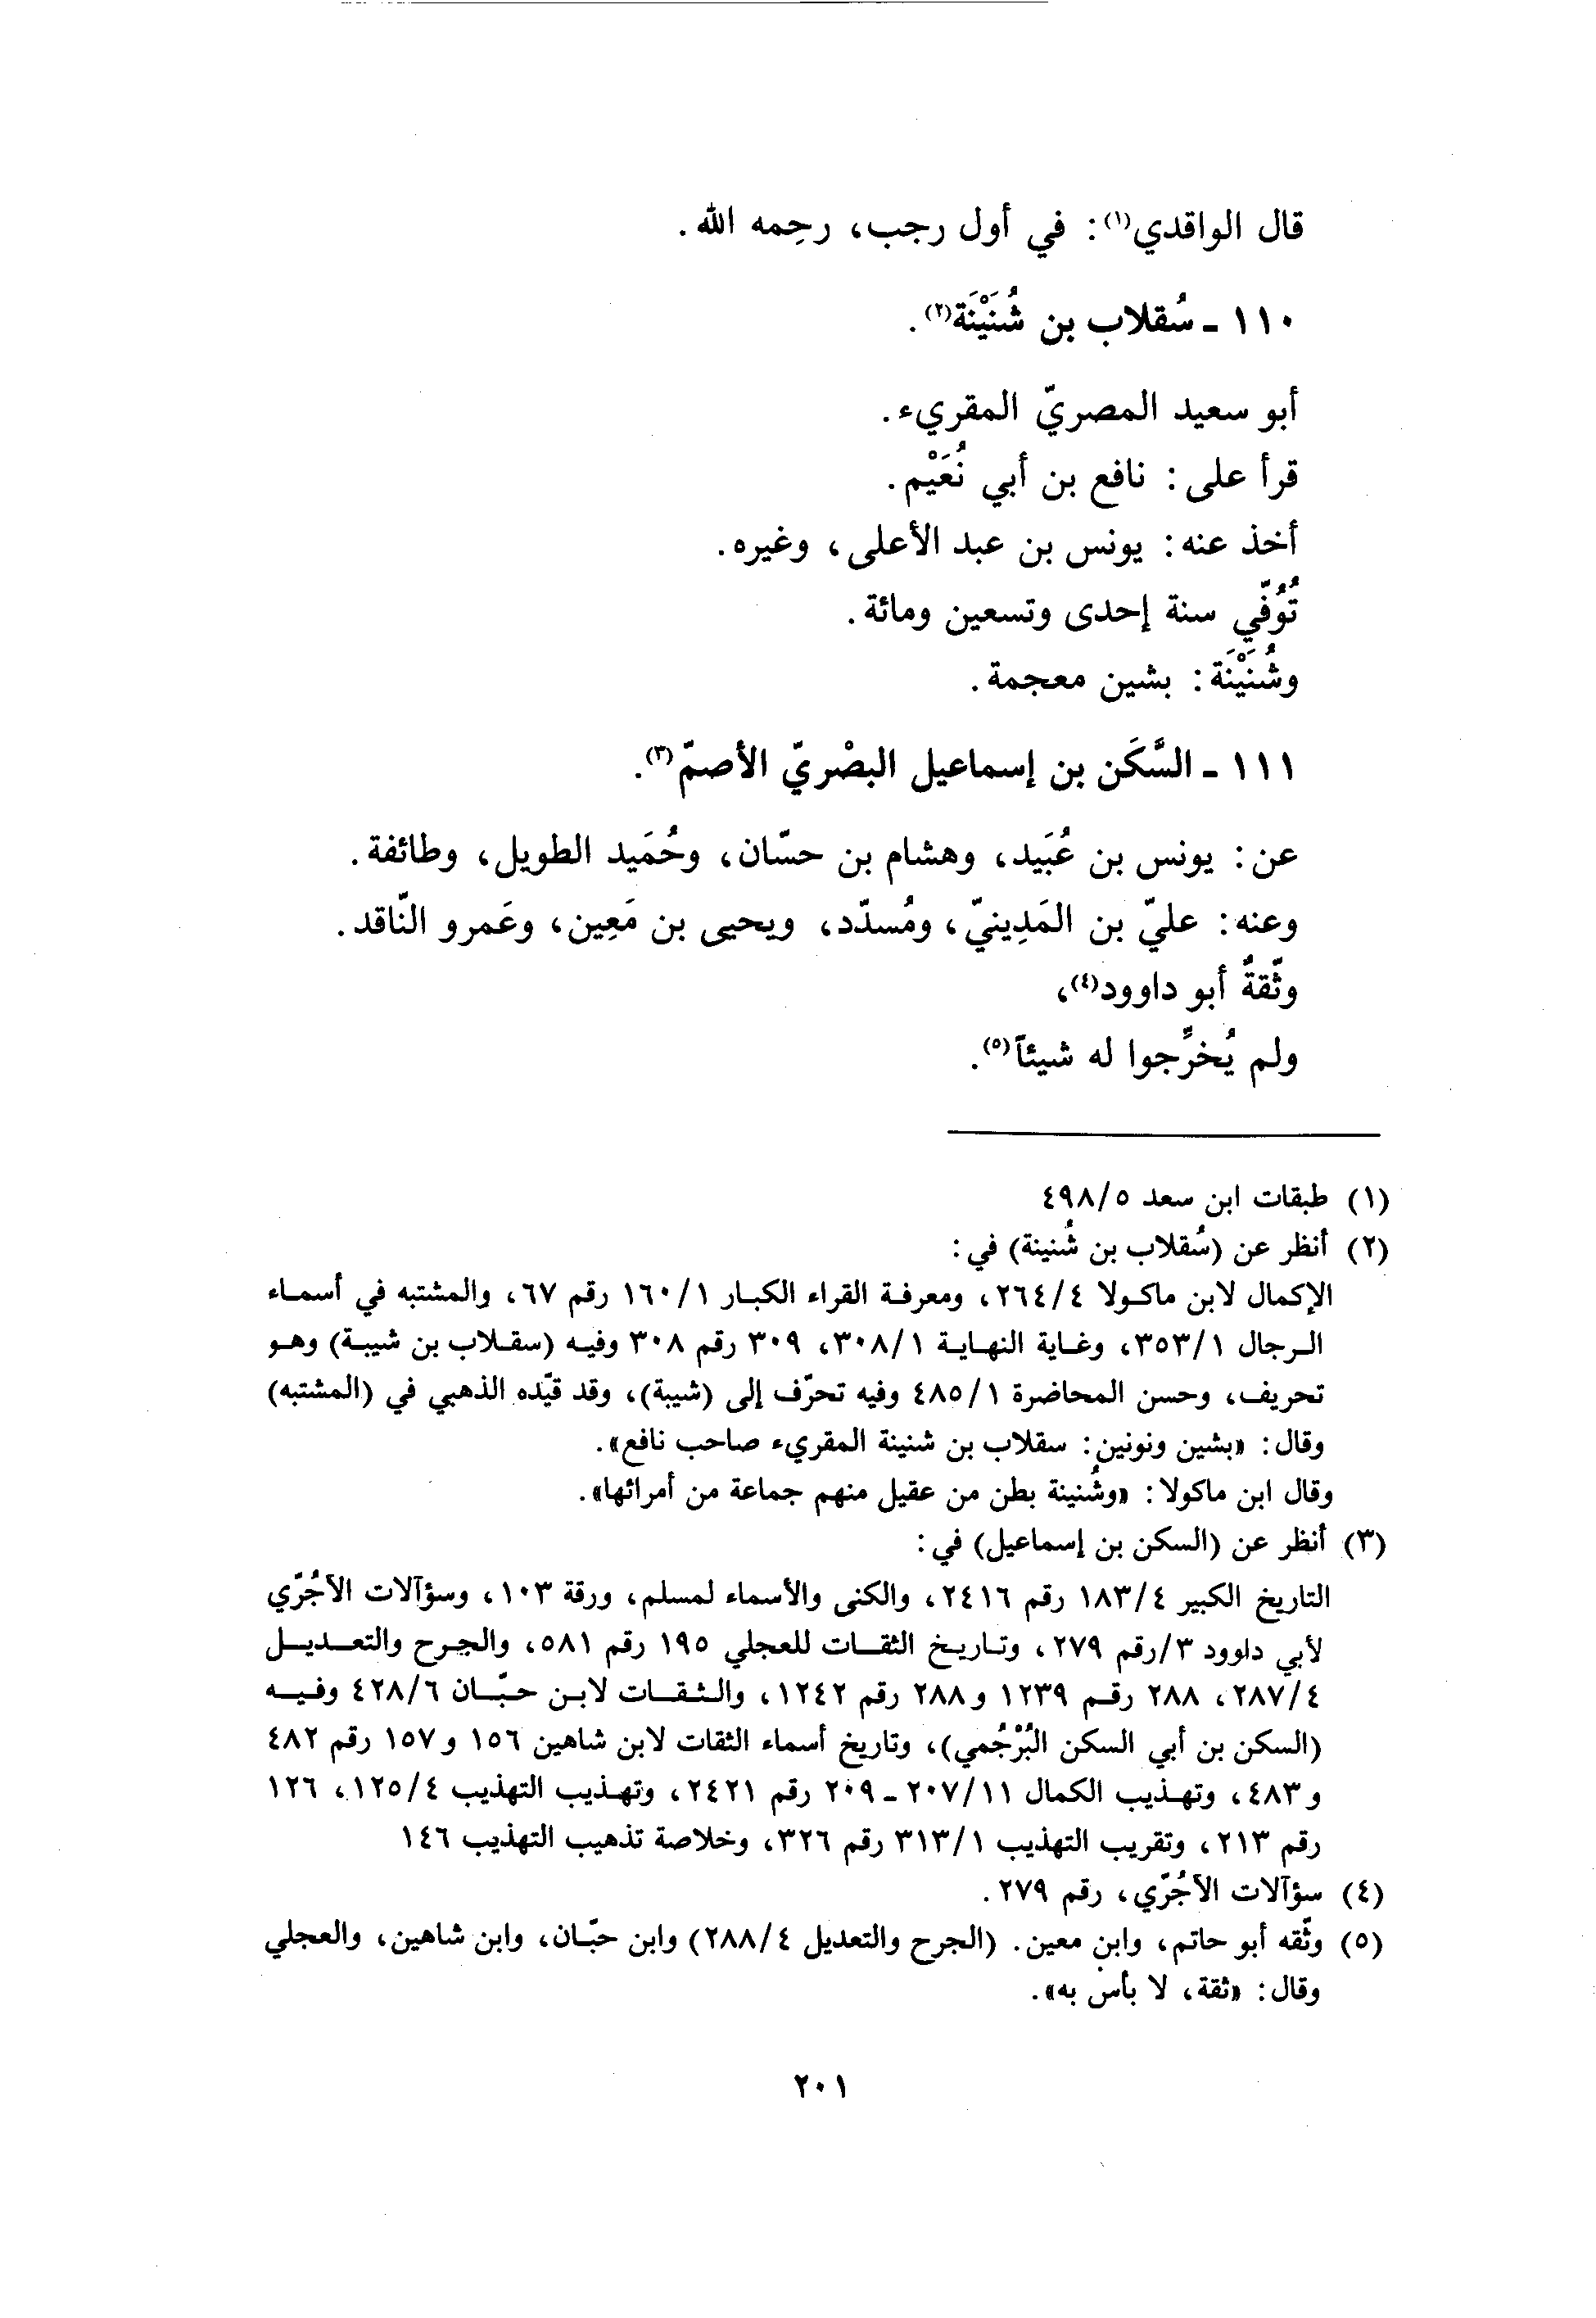 قال الواقدي(١): في أول رجب، رحِمه الله.
١١٠ ـ سُقلاب بن شُنَيْنَة(٢).
أبو سعيد المصريّ المقريء.
قرأ على: نافع بن أبي نُعَيْم.
أخذ عنه: يونس بن عبد الأعلى، وغيره.
تُوُفّي سنة إحدى وتسعين ومائة.
وشُنَيْنَة: بشين معجمة.
١١١ ـ السَّكَن بن إسماعيل البصْريّ الأصمّ(٣).
عن: يونس بن عُبَيد، وهشام بن حسّان، وحُمَيد الطويل، وطائفة.
وعنه: عليّ بن المَدِينيّ، ومُسدّد، ويحيى بن مَعِين، وعَمرو النّاقد.
وثّقةُ أبو داوود(٤)،
ولم يُخرِّجوا له شيئاً(٥).
(١) طبقات ابن سعد ٤٩٨/٥
(٢) أنظر عن (سُقلاب بن شُنينة) في:
الإكمال لابن ماكولا ٢٦٤/٤، ومعرفة القراء الكبار ١٦٠/١ رقم ٦٧، والمشتبه في أسماء
الرجال ٣٥٣/١، وغاية النهاية ٣٠٨/١، ٣٠٩ رقم ٣٠٨ وفيه (سقلاب بن شيبة) وهو
تحريف، وحسن المحاضرة ٤٨٥/١ وفيه تحرّف إلى (شيبة)، وقد قيّده الذهبي في (المشتبه)
وقال: «بشين ونونين: سقلاب بن شنينة المقريء صاحب نافع».
وقال ابن ماكولا: «وشُنينة بطن من عقيل منهم جماعة من أمرائها».
(٣) أنظر عن (السكن بن إسماعيل) في:
التاريخ الكبير ١٨٣/٤ رقم ٢٤١٦، والكنى والأسماء لمسلم، ورقة ١٠٣، وسؤآلات الآجُرّي
لأبي داوود ٣/رقم ٢٧٩، وتاريخ الثقات للعجلي ١٩٥ رقم ٥٨١، والجرح والتعديل
٢٨٧/٤، ٢٨٨ رقم ١٢٣٩ و٢٨٨ رقم ١٢٤٢، والثقات لابن حبّان ٤٢٨/٦ وفيه
(السكن بن أبي السكن البُرْجُمي)، وتاريخ أسماء الثقات لابن شاهين ١٥٦ و١٥٧ رقم ٤٨٢
و٤٨٣، وتهذيب الكمال ٢٠٧/١١ ـ ٢٠٩ رقم ٢٤٢١، وتهذيب التهذيب ١٢٥/٤، ١٢٦
رقم ٢١٣، وتقريب التهذيب ٣١٣/١ رقم ٣٢٦، وخلاصة تذهيب التهذيب ١٤٦
(٤) سؤآلات الآجُرّي، رقم ٢٧٩.
(٥) وثّقه أبو حاتم، وابن معين. (الجرح والتعديل ٢٨٨/٤) وابن حبّان، وابن شاهين، والعجلي
وقال: «ثقة، لا بأس به».
٢٠١